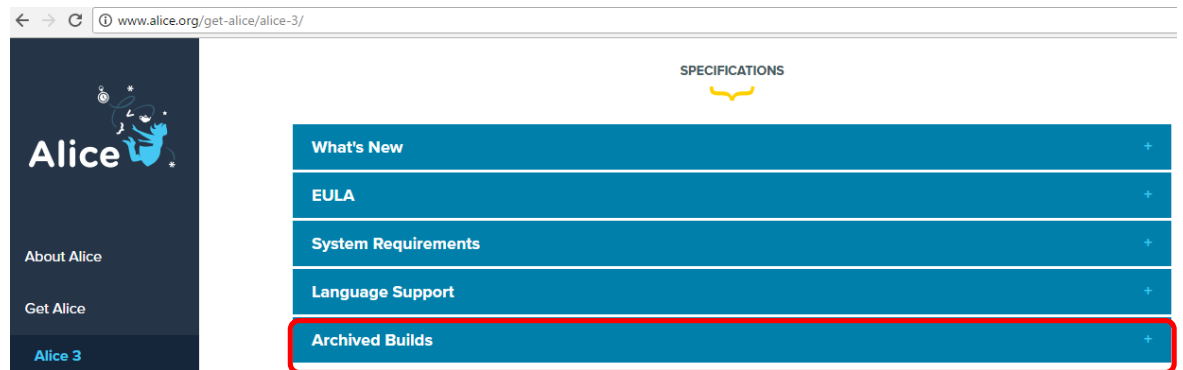 www.alice.org/get-alice/alice-3/
Alice
About Alice
Get Alice
Alice 3
SPECIFICATIONS
What's New +
EULA +
System Requirements +
Language Support +
Archived Builds +